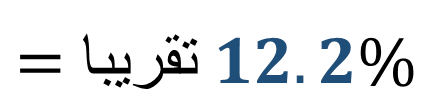 = تقريبا 12.2%